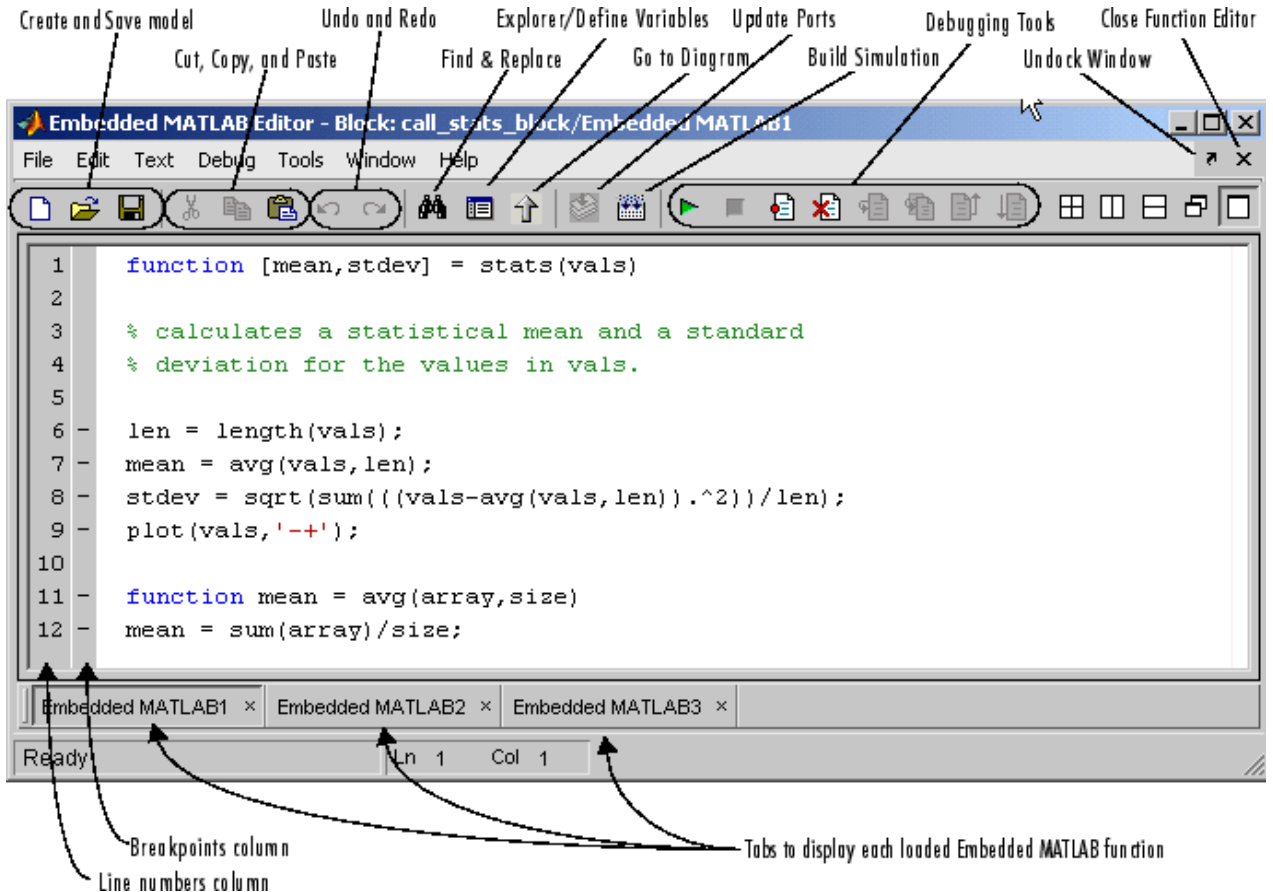 Create and Save model
Undo and Redo
Explorer/Define Variables
Update Ports
Debugging Tools
Close Function Editor
Cut, Copy, and Paste
Find & Replace
Go to Diagram
Build Simulation
Undock Window
Embedded MATLAB Editor - Block: call_stats_block/Embedded MATLAB1
File Edit Text Debug Tools Window Help
1 function [mean,stdev] = stats(vals)
2
3 % calculates a statistical mean and a standard
4 % deviation for the values in vals.
5
6 - len = length(vals);
7 - mean = avg(vals,len);
8 - stdev = sqrt(sum(((vals-avg(vals,len)).^2))/len);
9 - plot(vals,'-+');
10
11 - function mean = avg(array,size)
12 - mean = sum(array)/size;
Embedded MATLAB1 × Embedded MATLAB2 × Embedded MATLAB3 ×
Ready Ln 1 Col 1
Breakpoints column
Tabs to display each loaded Embedded MATLAB function
Line numbers column